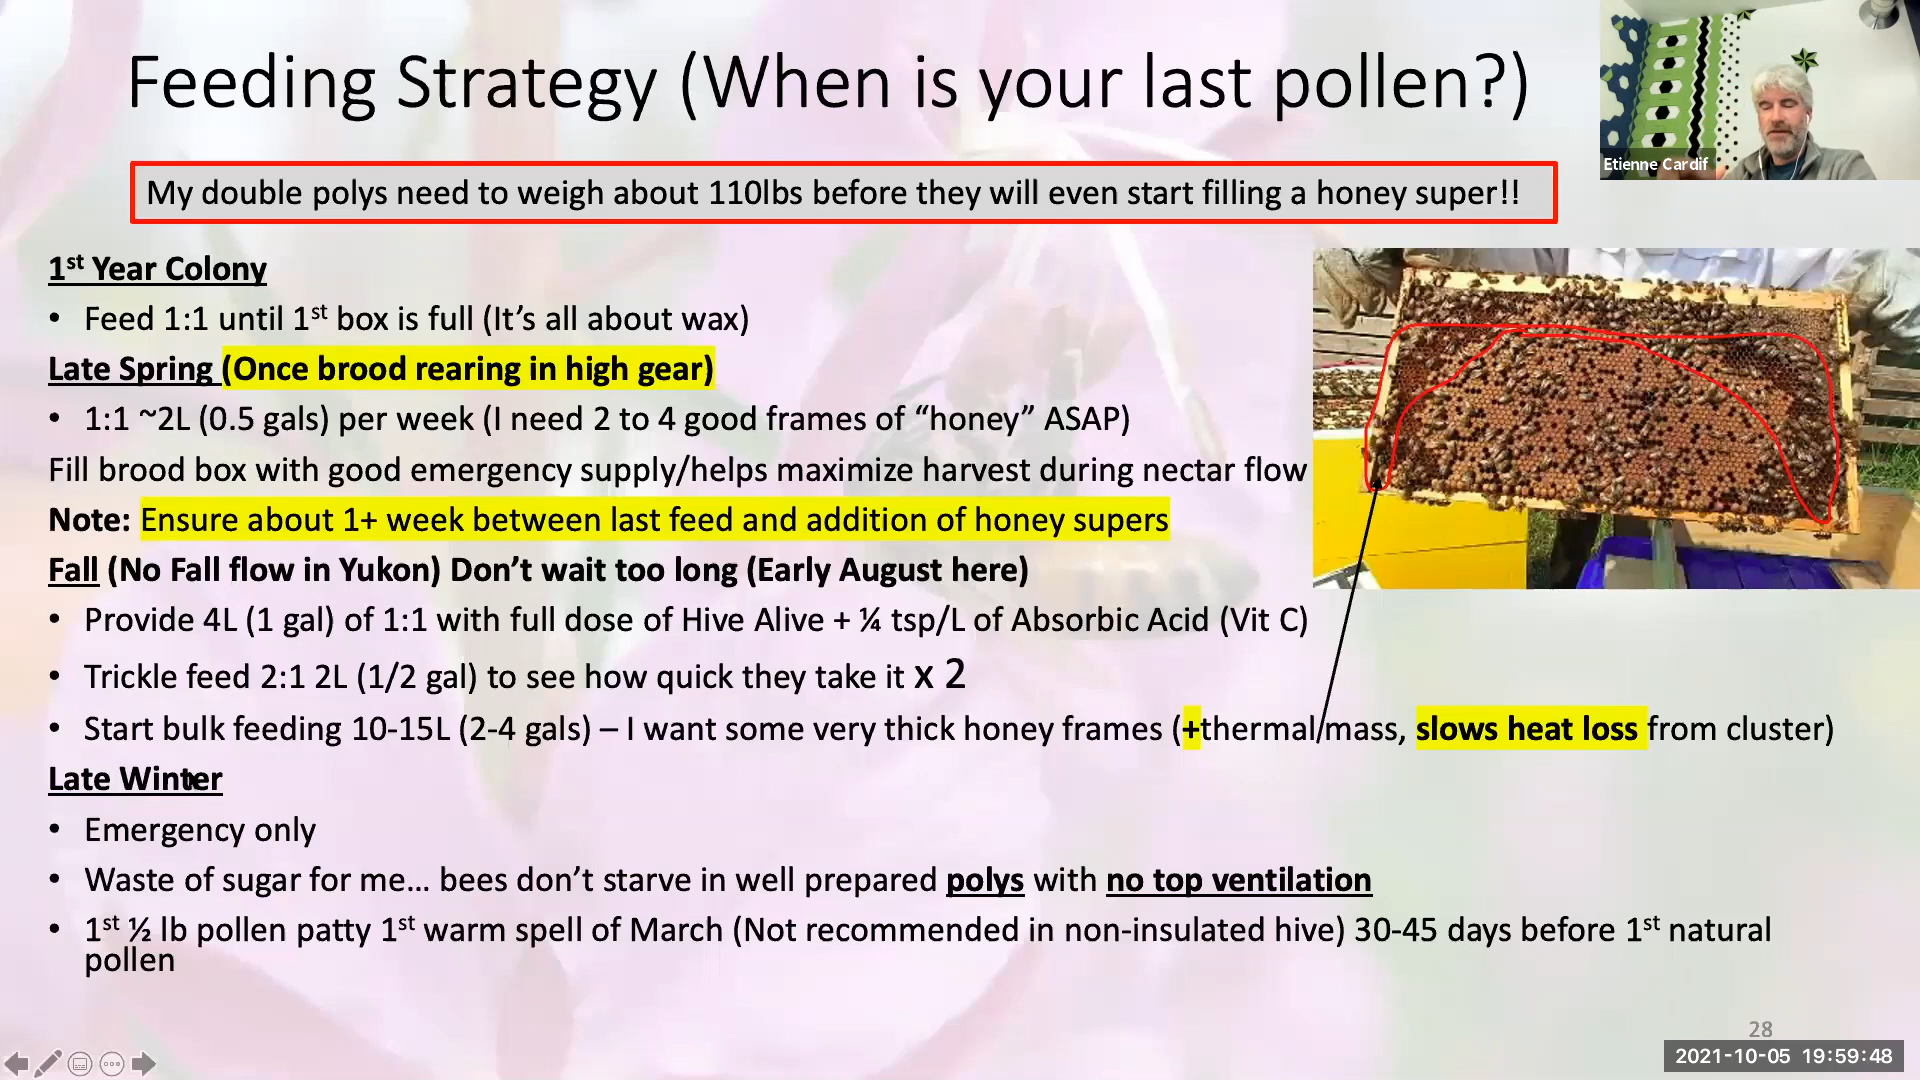 Feeding Strategy (When is your last pollen?)
Etienne Cardif
My double polys need to weigh about 110lbs before they will even start filling a honey super!!
1st Year Colony
• Feed 1:1 until 1st box is full (It’s all about wax)
Late Spring (Once brood rearing in high gear)
• 1:1 ~2L (0.5 gals) per week (I need 2 to 4 good frames of “honey” ASAP)
Fill brood box with good emergency supply/helps maximize harvest during nectar flow
Note: Ensure about 1+ week between last feed and addition of honey supers
Fall (No Fall flow in Yukon) Don’t wait too long (Early August here)
• Provide 4L (1 gal) of 1:1 with full dose of Hive Alive + ¼ tsp/L of Absorbic Acid (Vit C)
• Trickle feed 2:1 2L (1/2 gal) to see how quick they take it x 2
• Start bulk feeding 10-15L (2-4 gals) – I want some very thick honey frames (+thermal mass, slows heat loss from cluster)
Late Winter
• Emergency only
• Waste of sugar for me... bees don’t starve in well prepared polys with no top ventilation
• 1st ½ lb pollen patty 1st warm spell of March (Not recommended in non-insulated hive) 30-45 days before 1st natural
pollen
28
2021-10-05 19:59:48